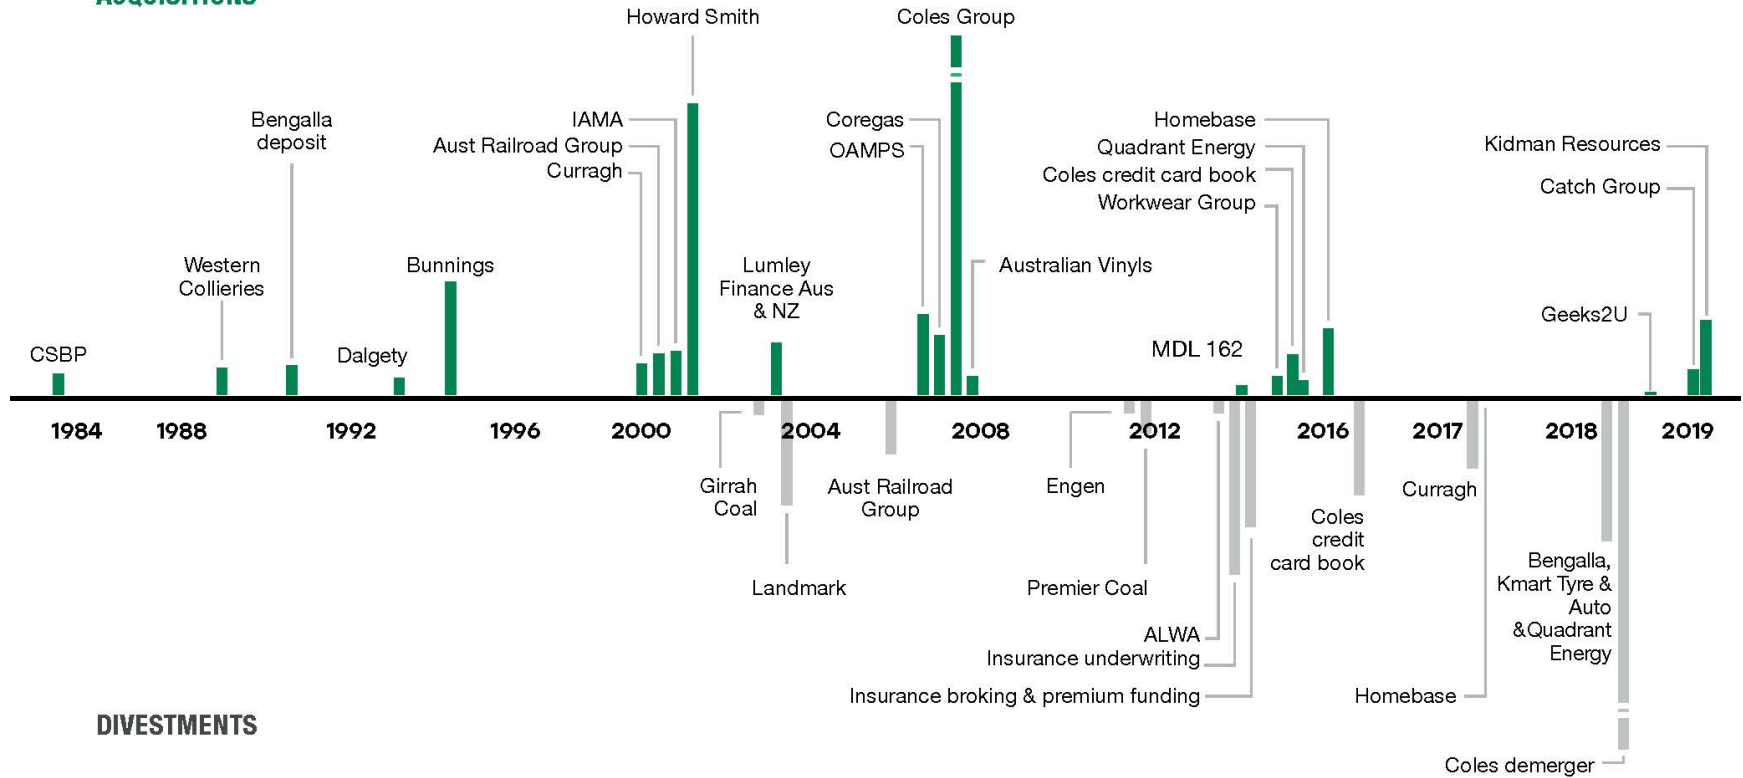 ACQUISITIONS
Howard Smith
Coles Group
Bengalla
deposit
IAMA
Aust Railroad Group
Curragh
Coregas
OAMPS
Homebase
Quadrant Energy
Coles credit card book
Workwear Group
Kidman Resources
Catch Group
Western
Collieries
Bunnings
Lumley
Finance Aus
& NZ
Australian Vinyls
Geeks2U
CSBP
Dalgety
MDL 162
1984 1988 1992 1996 2000 2004 2008 2012 2016 2017 2018 2019
Girrah
Coal
Aust Railroad
Group
Engen
Curragh
Coles
credit
card book
Landmark
Premier Coal
Bengalla,
Kmart Tyre &
Auto
&Quadrant
Energy
ALWA
Insurance underwriting
Insurance broking & premium funding
Homebase
DIVESTMENTS
Coles demerger